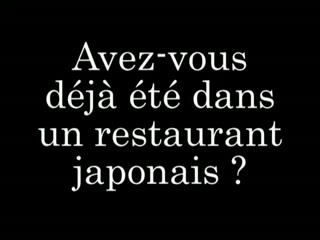 Avez-vous
déjà été dans
un restaurant
japonais ?